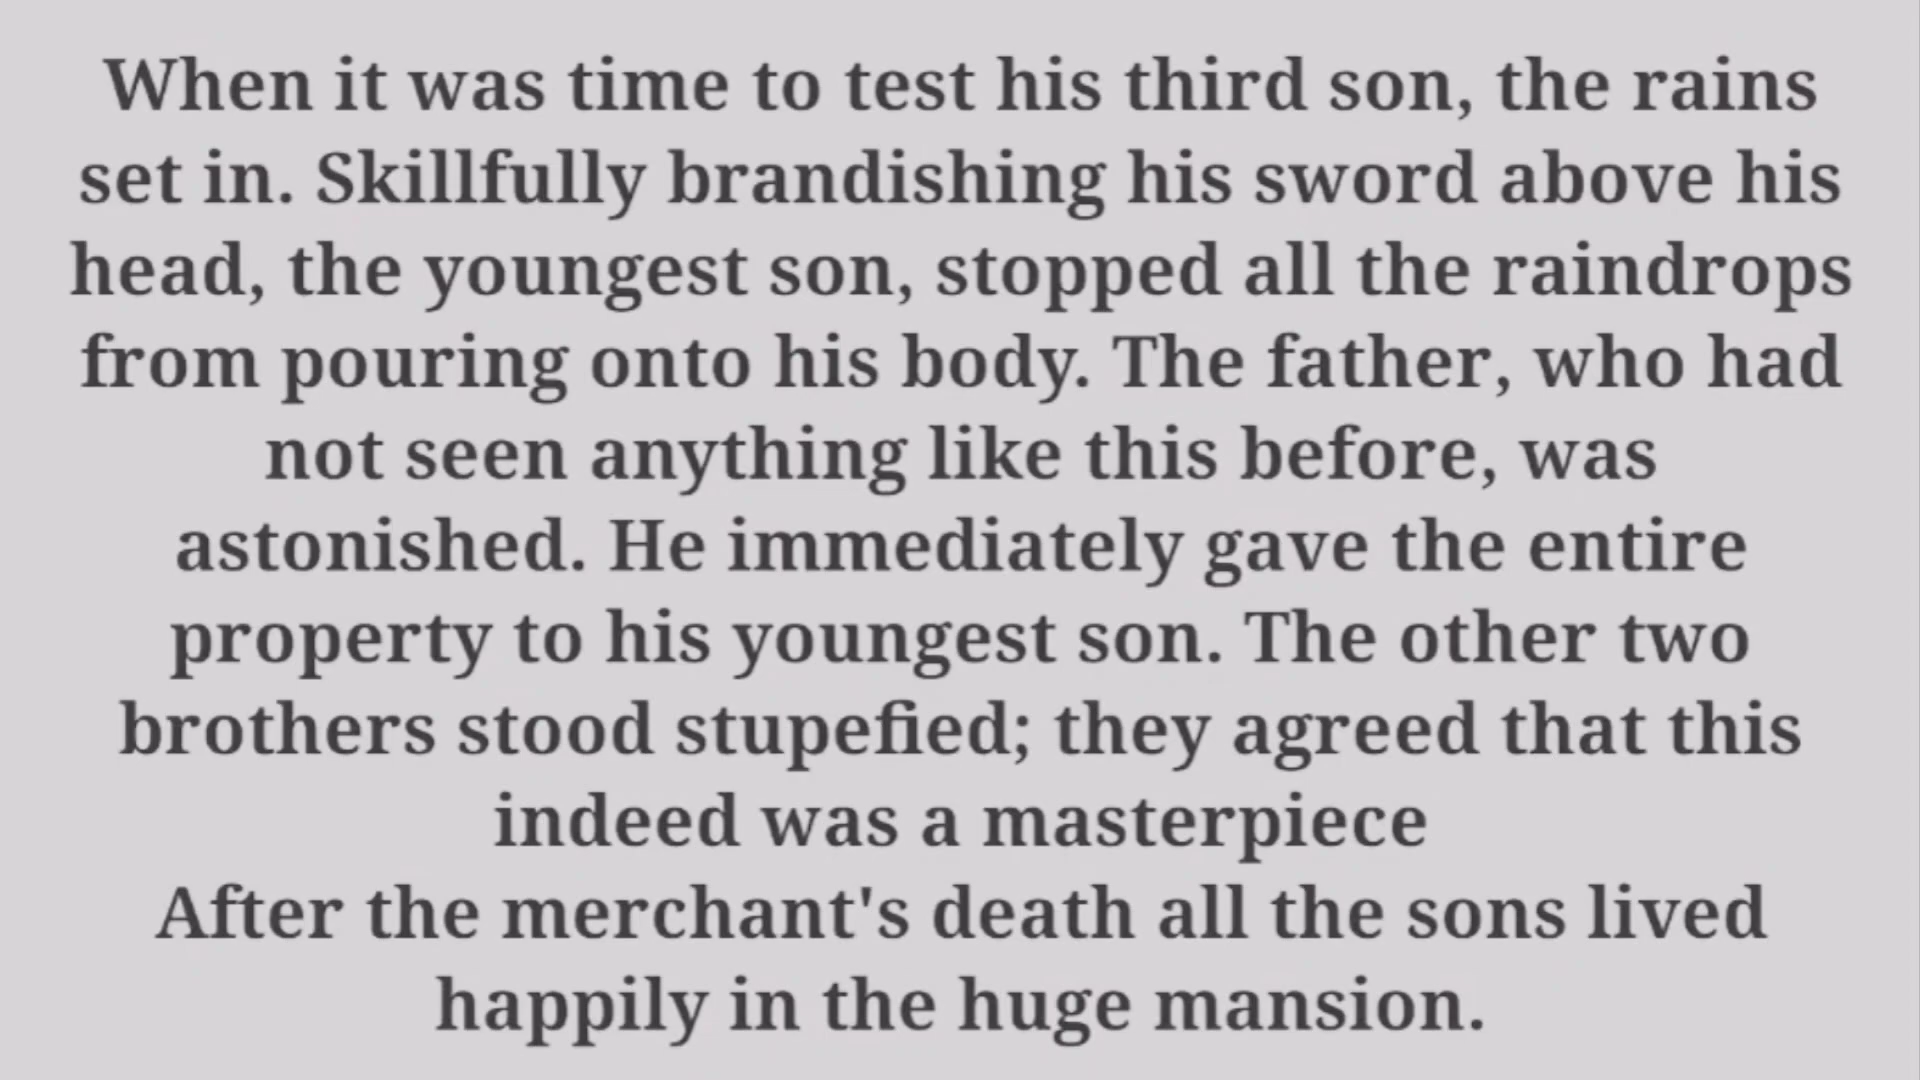 When it was time to test his third son, the rains
set in. Skillfully brandishing his sword above his
head, the youngest son, stopped all the raindrops
from pouring onto his body. The father, who had
not seen anything like this before, was
astonished. He immediately gave the entire
property to his youngest son. The other two
brothers stood stupefied; they agreed that this
indeed was a masterpiece
After the merchant's death all the sons lived
happily in the huge mansion.